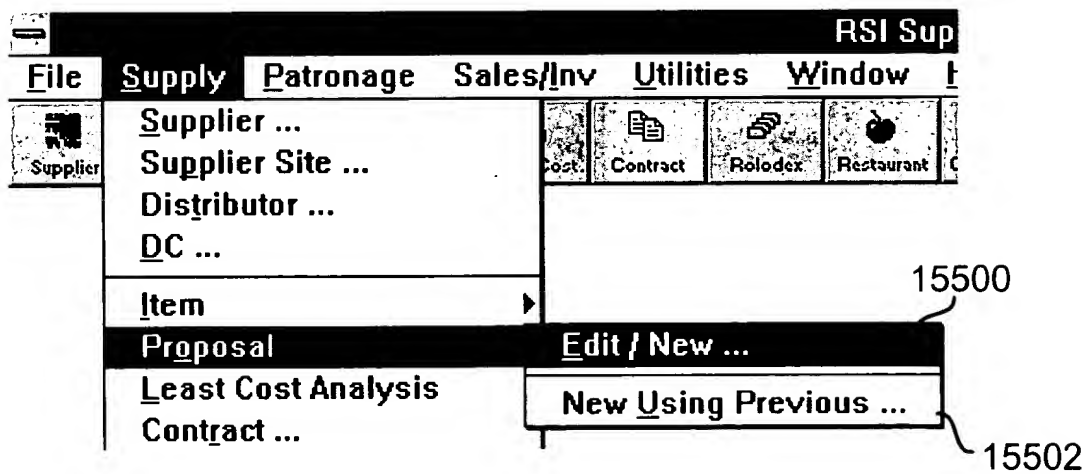 RSI Sup
File Supply Patronage Sales/Inv Utilities Window H
Supplier Cost. Contract Rolodex Restaurant
Supplier ...
Supplier Site ...
Distributor ...
DC ...
15500
Item
Proposal Edit / New ...
Least Cost Analysis New Using Previous ...
Contract ...
15502